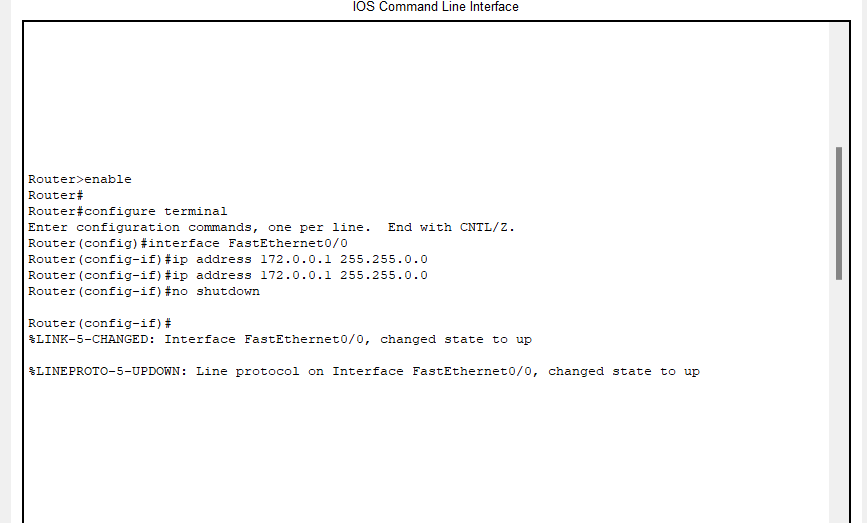 IOS Command Line Interface
Router>enable
Router#
Router#configure terminal
Enter configuration commands, one per line.  End with CNTL/Z.
Router(config)#interface FastEthernet0/0
Router(config-if)#ip address 172.0.0.1 255.255.0.0
Router(config-if)#ip address 172.0.0.1 255.255.0.0
Router(config-if)#no shutdown
Router(config-if)#
%LINK-5-CHANGED: Interface FastEthernet0/0, changed state to up
%LINEPROTO-5-UPDOWN: Line protocol on Interface FastEthernet0/0, changed state to up